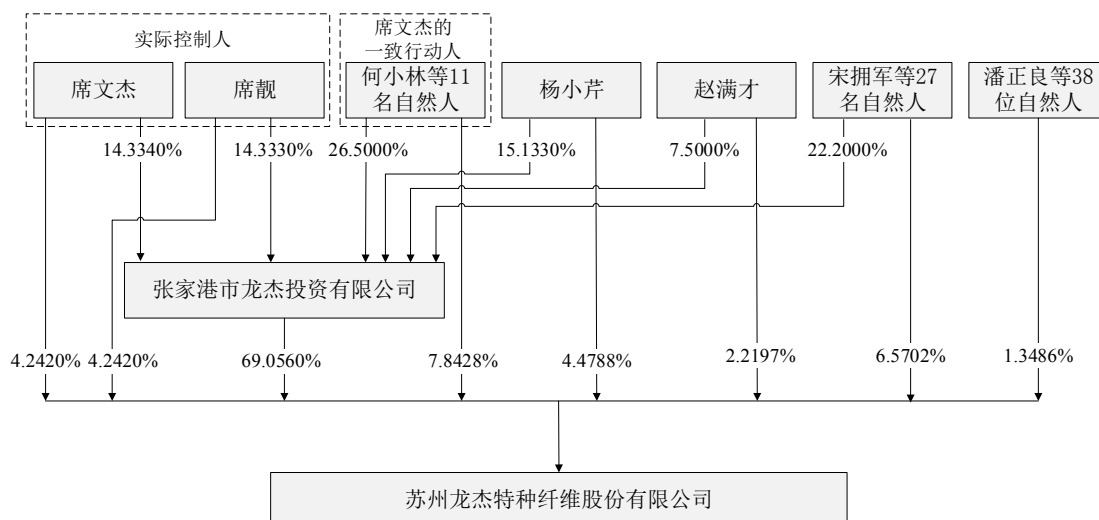 实际控制人
席文杰的
一致行动人
席文杰
席靓
何小林等11
名自然人
杨小芹
赵满才
宋拥军等27
名自然人
潘正良等38
位自然人
14.3340%
14.3330%
26.5000%
15.1330%
7.5000%
22.2000%
张家港市龙杰投资有限公司
4.2420%
4.2420%
69.0560%
7.8428%
4.4788%
2.2197%
6.5702%
1.3486%
苏州龙杰特种纤维股份有限公司